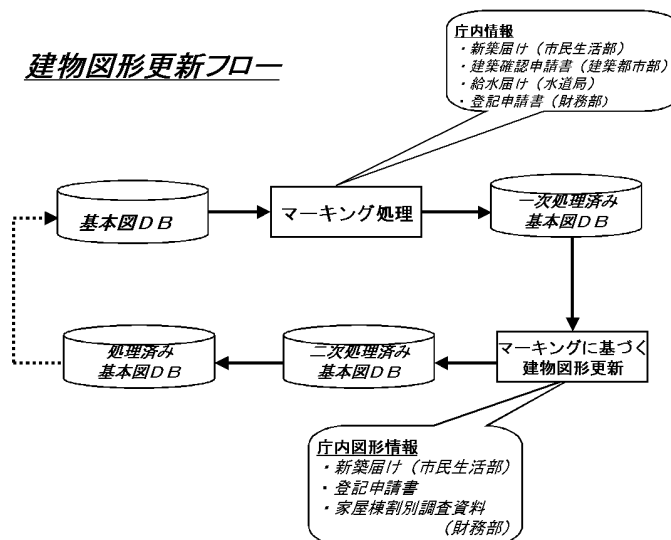 建物図形更新フロー
庁内情報
・新築届け（市民生活部）
・建築確認申請書（建築都市部）
・給水届け（水道局）
・登記申請書（財務部）
基本図ＤＢ
マーキング処理
一次処理済み
基本図ＤＢ
処理済み
基本図ＤＢ
二次処理済み
基本図ＤＢ
マーキングに基づく
建物図形更新
庁内図形情報
・新築届け（市民生活部）
・登記申請書
・家屋棟割別調査資料
（財務部）